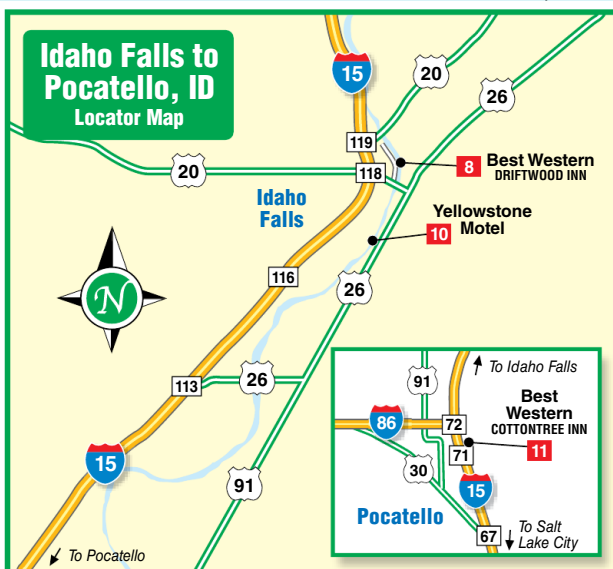 Idaho Falls to
Pocatello, ID
Locator Map
15
20
26
119
8 Best Western
DRIFTWOOD INN
20
118
Idaho
Falls
Yellowstone
10 Motel
N
116
26
113
26
15
91
To Pocatello
To Idaho Falls
91
Best
Western
COTTONTREE INN
86
72
11
71
30
15
Pocatello
67
To Salt
Lake City